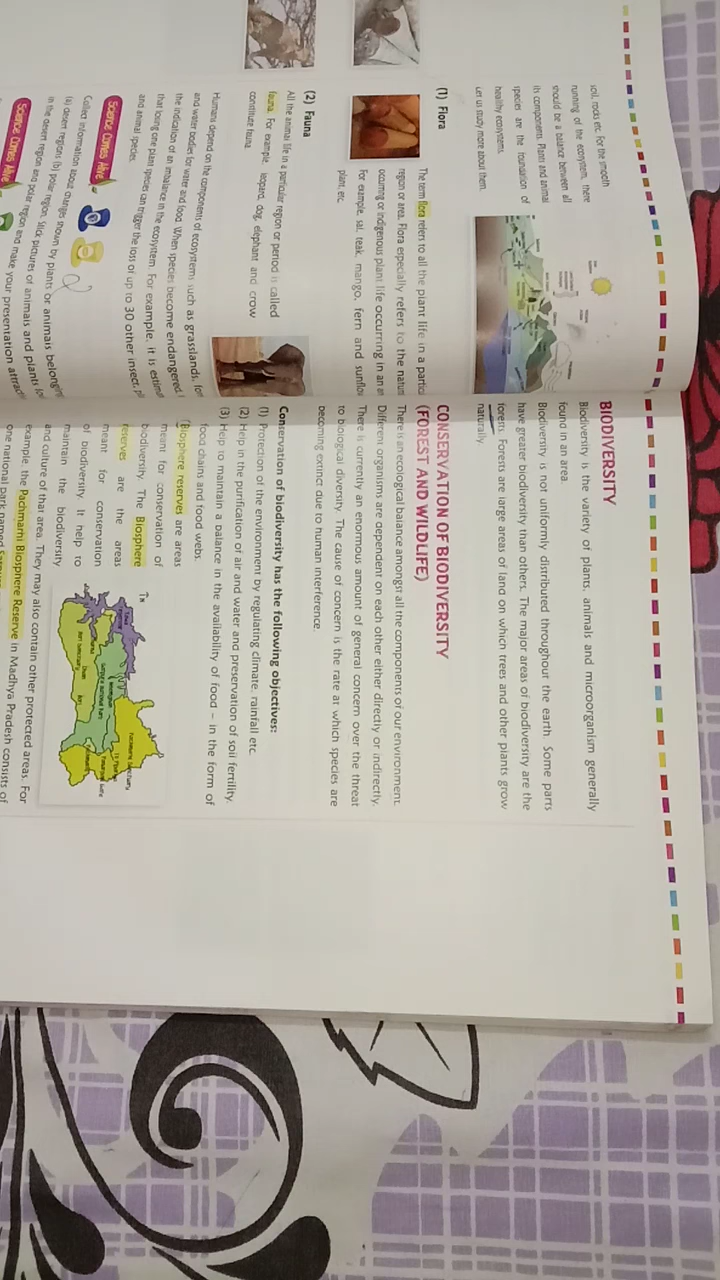 soil, rocks etc. For the smooth
running of the ecosystem, there
should be a balance between all
its components. Plants and animal
species are the foundation of
healthy ecosystems.
Let us study more about them.
(1) Flora
The term flora refers to all the plant life in a
region or area. Flora especially refers to the
occurring or indigenous plant life occurring in an
For example, sal, teak, mango, fern and
plant, etc.
(2) Fauna
All the animal life in a particular region or period is called
fauna. For example, leopard, dog, elephant and crow
constitute fauna.
Humans depend on the components of ecosystems such as grasslands,
and water bodies for water and food. When species become endangered,
the indication of an imbalance in the ecosystem. For example, it is
that losing one plant species can trigger the loss of up to 30 other insect,
and animal species.
Science Comes Alive
Collect information about changes shown by plants or animals
(a) desert regions (b) polar region. Stick pictures of animals and plants
in the desert region and polar region and make your presentation
Science Comes Alive
BIODIVERSITY
Biodiversity is the variety of plants, animals and microorganism generally
found in an area.
Biodiversity is not uniformly distributed throughout the earth. Some parts
have greater biodiversity than others. The major areas of biodiversity are the
forests. Forests are large areas of land on which trees and other plants grow
naturally.
CONSERVATION OF BIODIVERSITY
(FOREST AND WILDLIFE)
There is an ecological balance amongst all the components of our environment.
Different organisms are dependent on each other either directly or indirectly.
There is currently an enormous amount of general concern over the threat
to biological diversity. The cause of concern is the rate at which species are
becoming extinct due to human interference.
Conservation of biodiversity has the following objectives:
(1) Protection of the environment by regulating climate, rainfall etc.
(2) Help in the purification of air and water and preservation of soil fertility.
(3) Help to maintain a balance in the availability of food – in the form of
food chains and food webs.
Biosphere reserves are areas
meant for conservation of
biodiversity. The Biosphere
reserves are the areas
meant for conservation
of biodiversity. It help to
maintain the biodiversity
and culture of that area. They may also contain other protected areas. For
example, the Pachmarhi Biosphere Reserve in Madhya Pradesh consists of
one national park named